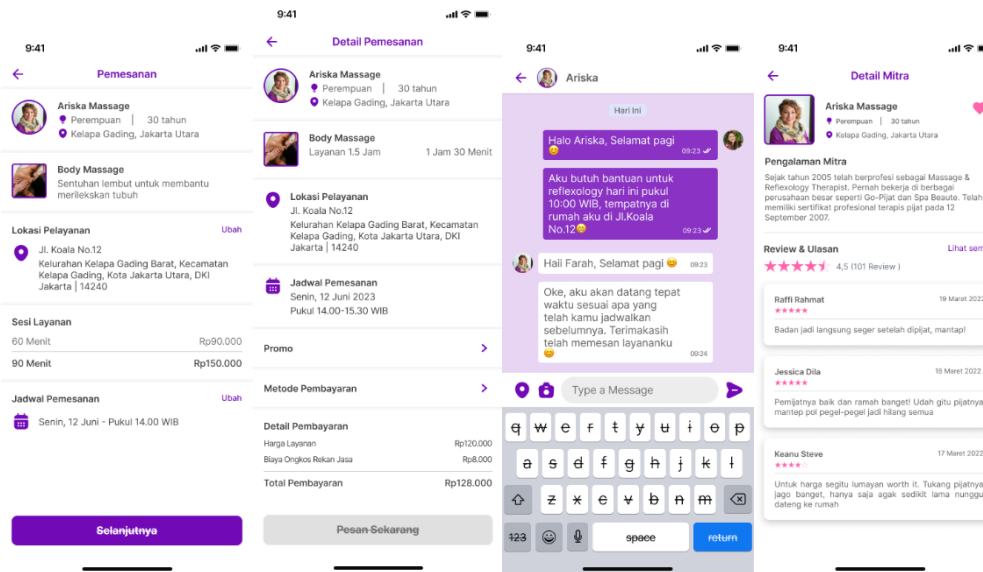 9:41
Pemesanan
Ariska Massage
Perempuan | 30 tahun
Kelapa Gading, Jakarta Utara
Body Massage
Sentuhan lembut untuk membantu
merilekskan tubuh
Lokasi Pelayanan Ubah
Jl. Koala No.12
Kelurahan Kelapa Gading Barat, Kecamatan
Kelapa Gading, Kota Jakarta Utara, DKI
Jakarta | 14240
Sesi Layanan
60 Menit Rp90.000
90 Menit Rp150.000
Jadwal Pemesanan Ubah
Senin, 12 Juni - Pukul 14.00 WIB
Selanjutnya
9:41
Detail Pemesanan
Ariska Massage
Perempuan | 30 tahun
Kelapa Gading, Jakarta Utara
Body Massage
Layanan 1.5 Jam 1 Jam 30 Menit
Lokasi Pelayanan
Jl. Koala No.12
Kelurahan Kelapa Gading Barat, Kecamatan
Kelapa Gading, Kota Jakarta Utara, DKI
Jakarta | 14240
Jadwal Pemesanan
Senin, 12 Juni 2023
Pukul 14.00-15.30 WIB
Promo
Metode Pembayaran
Detail Pembayaran
Harga Layanan Rp120.000
Biaya Ongkos Rekan Jasa Rp8.000
Total Pembayaran Rp128.000
Pesan Sekarang
9:41
Ariska
Hari Ini
Halo Ariska, Selamat pagi
😊 09:23
Aku butuh bantuan untuk
reflexology hari ini pukul
10:00 WIB, tempatnya di
rumah aku di Jl.Koala
No.12😊 09:23
Haii Farah, Selamat pagi 😊 09:23
Oke, aku akan datang tepat
waktu sesuai apa yang
telah kamu jadwalkan
sebelumnya. Terimakasih
telah memesan layananku
😊 09:24
Type a Message
q w e r t y u i o p
a s d f g h j k l
z x c v b n m
123 space return
9:41
Detail Mitra
Ariska Massage
Perempuan | 30 tahun
Kelapa Gading, Jakarta Utara
Pengalaman Mitra
Sejak tahun 2005 telah berprofesi sebagai Massage &
Reflexology Therapist. Pernah bekerja di berbagai
perusahaan besar seperti Go-Pijat dan Spa Beaute. Telah
memiliki sertifikat profesional terapis pijat pada 12
September 2007.
Review & Ulasan Lihat sem
4,5 (101 Review )
Raffi Rahmat 19 Maret 2022
Badan jadi langsung seger setelah dipijat, mantap!
Jessica Dila 18 Maret 2022
Pemijatnya baik dan ramah banget! Udah gitu pijatnya
mantep pol pegel-pegel jadi hilang semua
Keanu Steve 17 Maret 2022
Untuk harga segitu lumayan worth it. Tukang pijatnya
jago banget, hanya saja agak sedikit lama nunggu
dateng ke rumah